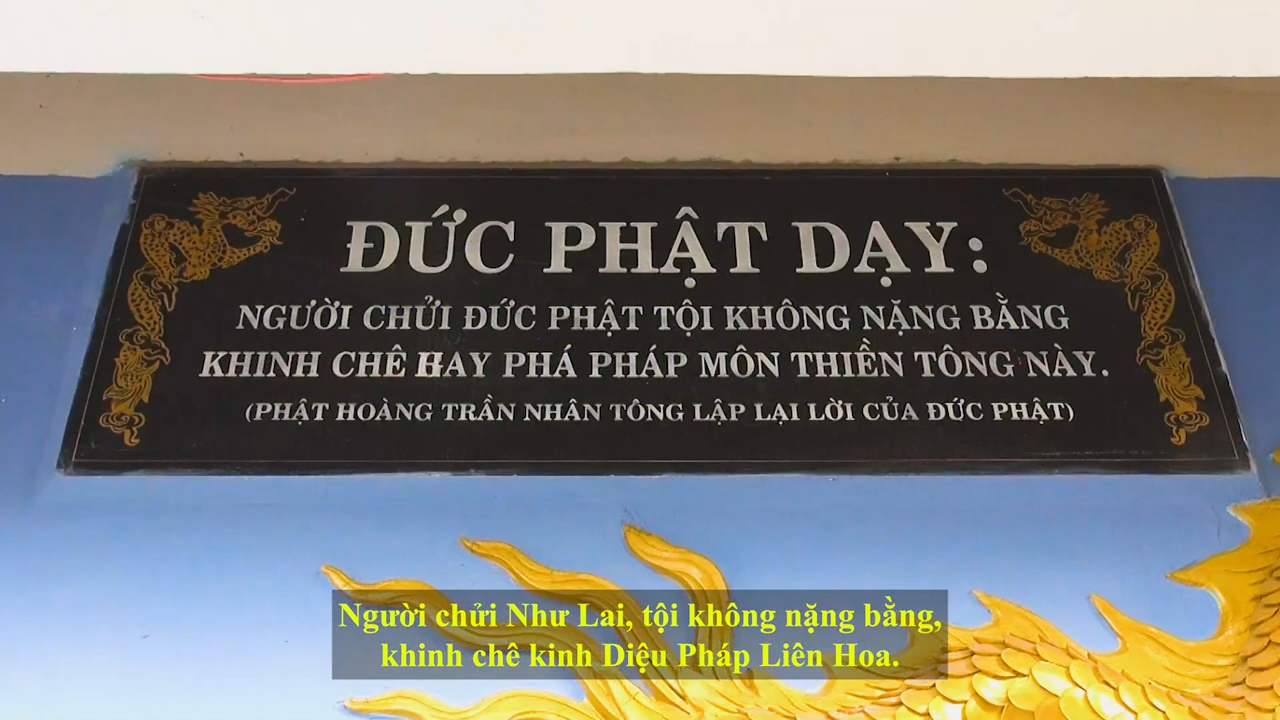 ĐỨC PHẬT DẠY:
NGƯỜI CHỬI ĐỨC PHẬT TỘI KHÔNG NẶNG BẰNG
KHINH CHÊ HAY PHÁ PHÁP MÔN THIỀN TÔNG NÀY.
(PHẬT HOÀNG TRẦN NHÂN TÔNG LẬP LẠI LỜI CỦA ĐỨC PHẬT)
Người chửi Như Lai, tội không nặng bằng,
khinh chê kinh Diệu Pháp Liên Hoa.